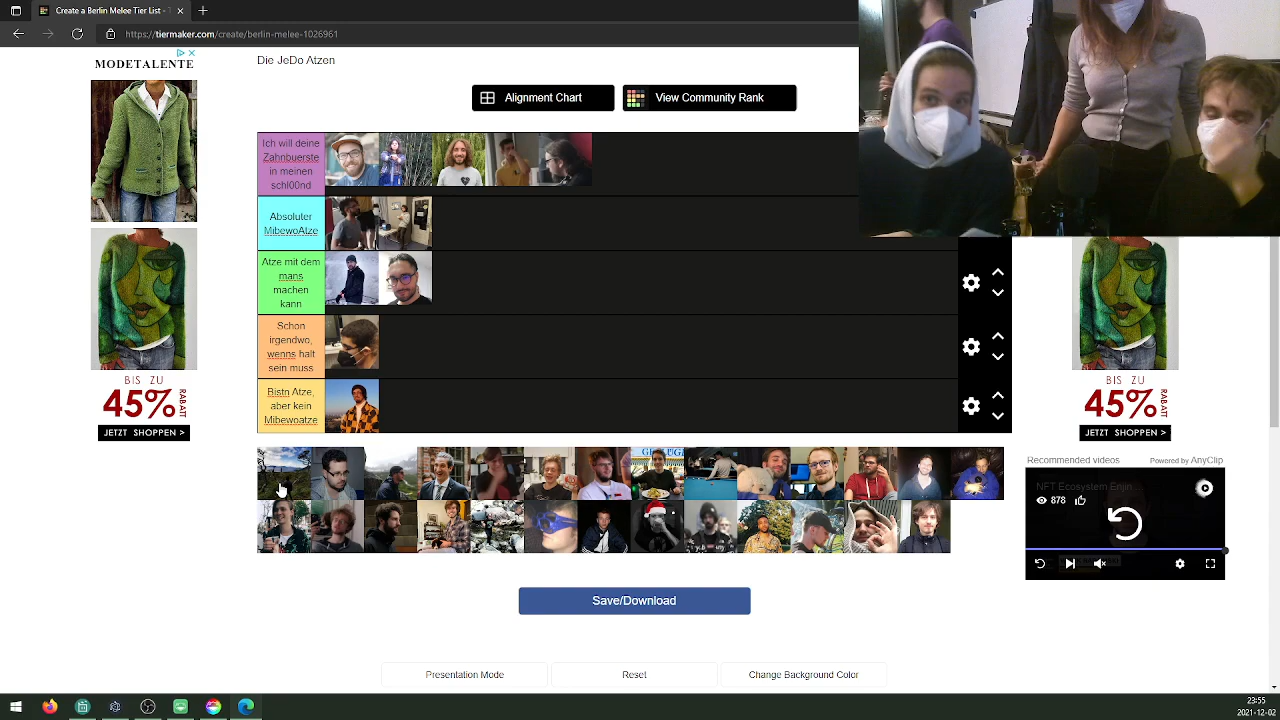 Create a Berlin Melee Tier List - T
https://tiermaker.com/create/berlin-melee-1026961
MODETALENTE
BIS ZU
45%
RABATT
JETZT SHOPPEN >
Die JeDo Atzen
Alignment Chart
View Community Rank
Ich will deine
Zahnbuerste
in meinen
schl00nd
Absoluter
MibewoAtze
Atze mit dem
mans
machen
kann
Schon
irgendwo,
wenns halt
sein muss
Bistn Atze,
aber kein
Mibewoatze
BIS ZU
45%
RABATT
JETZT SHOPPEN >
Recommended videos
Powered by AnyClip
NFT Ecosystem Enjin ...
878
Save/Download
Presentation Mode
Reset
Change Background Color
23:55
2021-12-02